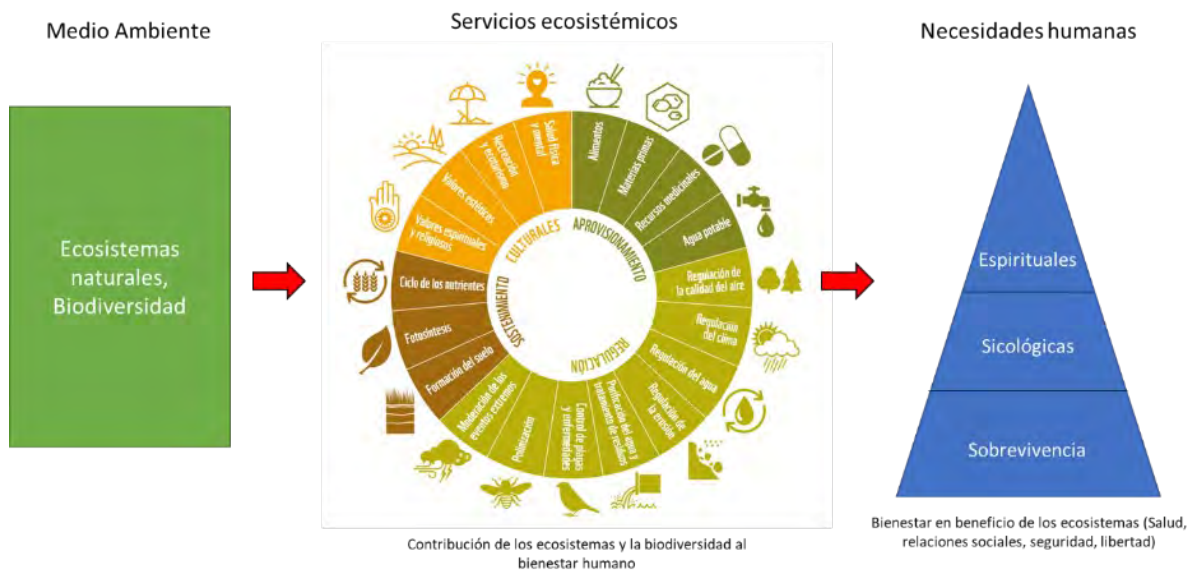 Medio Ambiente
Servicios ecosistémicos
Necesidades humanas
Ecosistemas
naturales,
Biodiversidad
CULTURALES
Salud física
y mental
Recreación
y ecoturismo
Valores estéticos
Valores espirituales
y religiosos
APROVISIONAMIENTO
Alimentos
Materias primas
Recursos medicinales
Agua potable
REGULACIÓN
Regulación de
la calidad del aire
Regulación
del clima
Regulación del agua
Regulación de
la erosión
Purificación del agua y
tratamiento de residuos
Control de plagas
y enfermedades
Polinización
Moderación de los
eventos extremos
SOSTENIMIENTO
Formación del suelo
Fotosíntesis
Ciclo de los nutrientes
Contribución de los ecosistemas y la biodiversidad al
bienestar humano
Espirituales
Sicológicas
Sobrevivencia
Bienestar en beneficio de los ecosistemas (Salud,
relaciones sociales, seguridad, libertad)